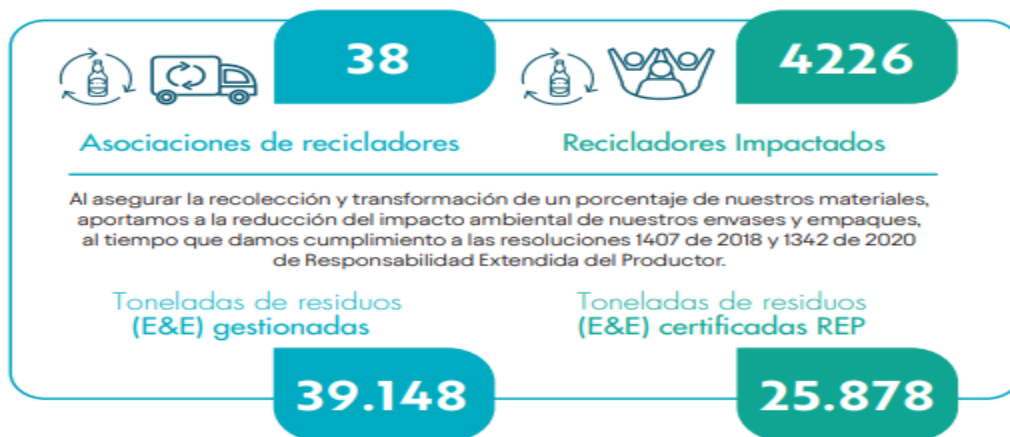 38
4226
Asociaciones de recicladores
Recicladores Impactados
Al asegurar la recolección y transformación de un porcentaje de nuestros materiales,
aportamos a la reducción del impacto ambiental de nuestros envases y empaques,
al tiempo que damos cumplimiento a las resoluciones 1407 de 2018 y 1342 de 2020
de Responsabilidad Extendida del Productor.
Toneladas de residuos
(E&E) gestionadas
39.148
Toneladas de residuos
(E&E) certificadas REP
25.878